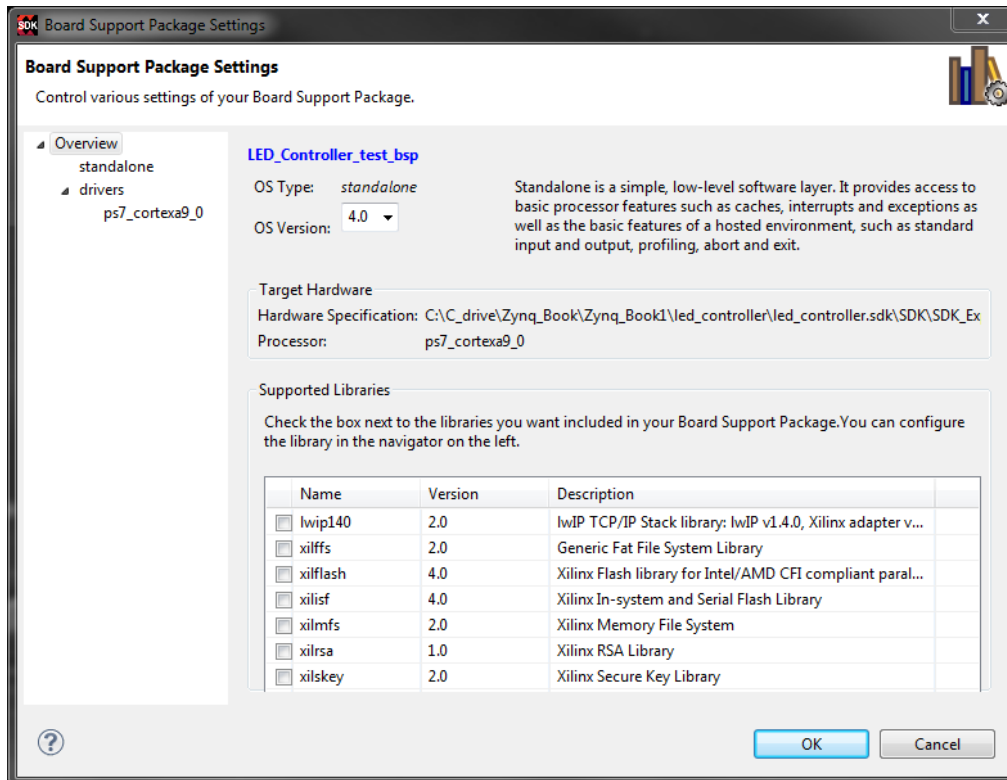 SDK Board Support Package Settings
Board Support Package Settings
Control various settings of your Board Support Package.
Overview
standalone
drivers
ps7_cortexa9_0
LED_Controller_test_bsp
OS Type: standalone
OS Version: 4.0
Standalone is a simple, low-level software layer. It provides access to
basic processor features such as caches, interrupts and exceptions as
well as the basic features of a hosted environment, such as standard
input and output, profiling, abort and exit.
Target Hardware
Hardware Specification: C:\C_drive\Zynq_Book\Zynq_Book1\led_controller\led_controller.sdk\SDK\SDK_Ex
Processor: ps7_cortexa9_0
Supported Libraries
Check the box next to the libraries you want included in your Board Support Package.You can configure
the library in the navigator on the left.
Name Version Description
lwip140 2.0 lwIP TCP/IP Stack library: lwIP v1.4.0, Xilinx adapter v...
xilffs 2.0 Generic Fat File System Library
xilflash 4.0 Xilinx Flash library for Intel/AMD CFI compliant paral...
xilisf 4.0 Xilinx In-system and Serial Flash Library
xilmfs 2.0 Xilinx Memory File System
xilrsa 1.0 Xilinx RSA Library
xilskey 2.0 Xilinx Secure Key Library
?
OK Cancel